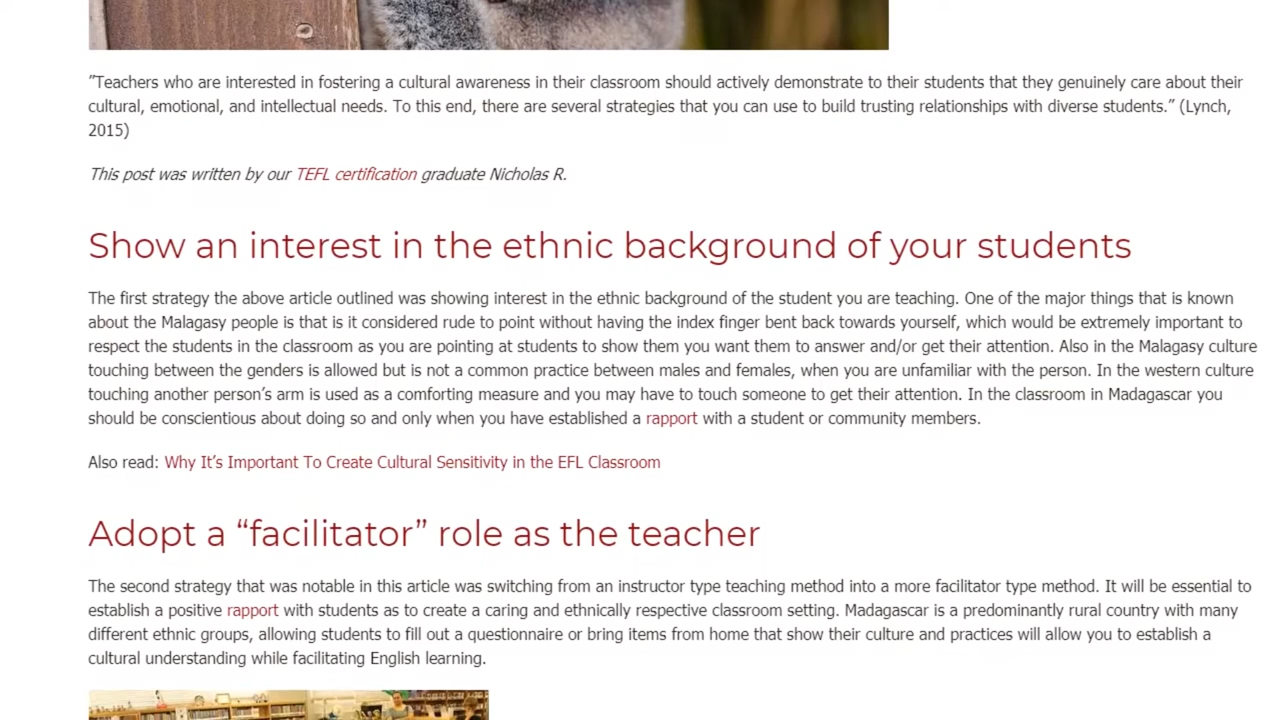 ”Teachers who are interested in fostering a cultural awareness in their classroom should actively demonstrate to their students that they genuinely care about their
cultural, emotional, and intellectual needs. To this end, there are several strategies that you can use to build trusting relationships with diverse students.” (Lynch,
2015)
This post was written by our TEFL certification graduate Nicholas R.
Show an interest in the ethnic background of your students
The first strategy the above article outlined was showing interest in the ethnic background of the student you are teaching. One of the major things that is known
about the Malagasy people is that is it considered rude to point without having the index finger bent back towards yourself, which would be extremely important to
respect the students in the classroom as you are pointing at students to show them you want them to answer and/or get their attention. Also in the Malagasy culture
touching between the genders is allowed but is not a common practice between males and females, when you are unfamiliar with the person. In the western culture
touching another person’s arm is used as a comforting measure and you may have to touch someone to get their attention. In the classroom in Madagascar you
should be conscientious about doing so and only when you have established a rapport with a student or community members.
Also read: Why It’s Important To Create Cultural Sensitivity in the EFL Classroom
Adopt a “facilitator” role as the teacher
The second strategy that was notable in this article was switching from an instructor type teaching method into a more facilitator type method. It will be essential to
establish a positive rapport with students as to create a caring and ethnically respective classroom setting. Madagascar is a predominantly rural country with many
different ethnic groups, allowing students to fill out a questionnaire or bring items from home that show their culture and practices will allow you to establish a
cultural understanding while facilitating English learning.